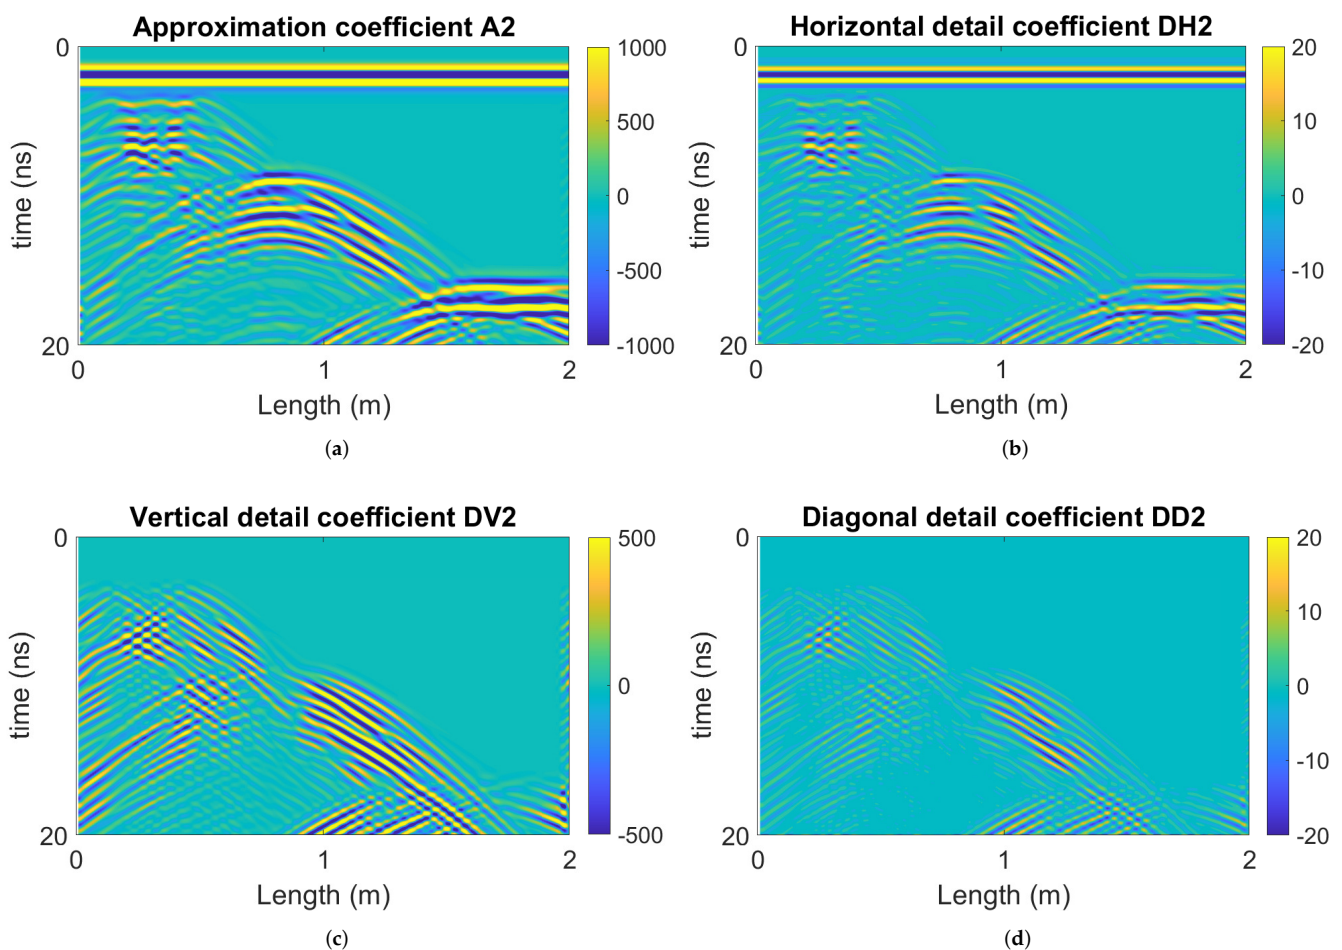 Approximation coefficient A2
0
20
0
1
2
time (ns)
Length (m)
1000
500
0
-500
-1000
(a)
Horizontal detail coefficient DH2
0
20
0
1
2
time (ns)
Length (m)
20
10
0
-10
-20
(b)
Vertical detail coefficient DV2
0
20
0
1
2
time (ns)
Length (m)
500
0
-500
(c)
Diagonal detail coefficient DD2
0
20
0
1
2
time (ns)
Length (m)
20
10
0
-10
-20
(d)